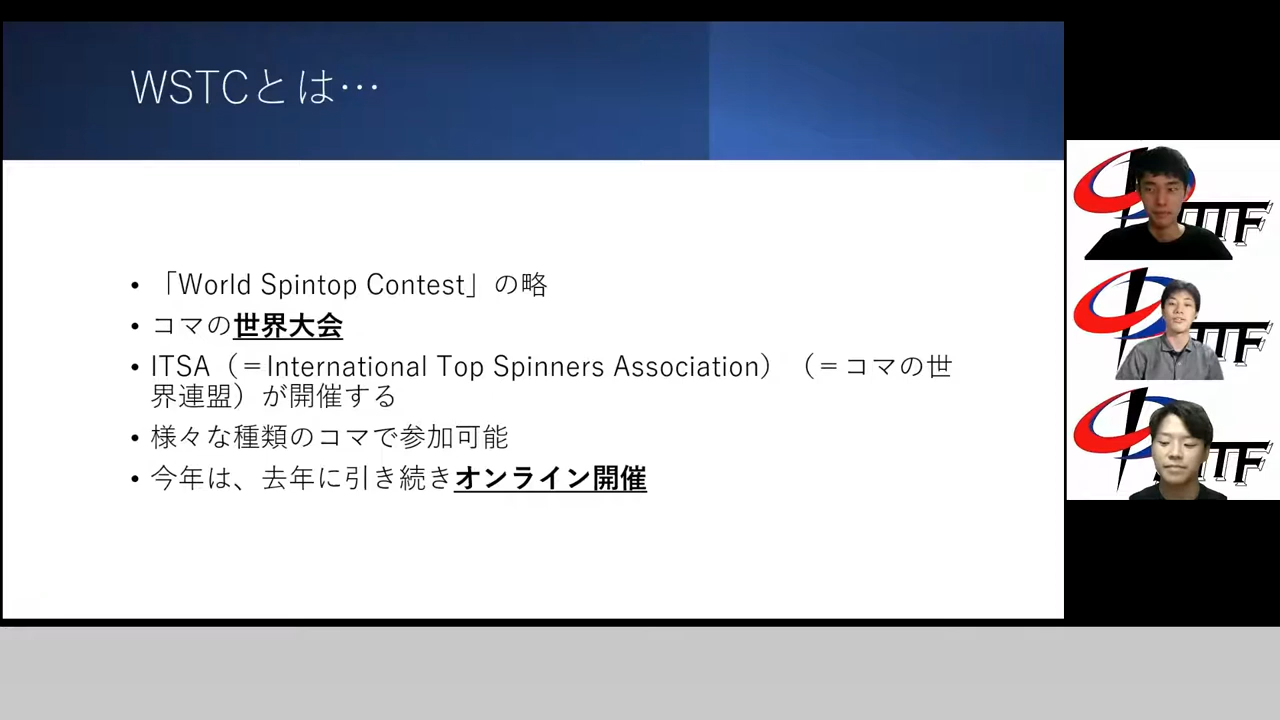 WSTCとは…
• 「World Spintop Contest」の略
• コマの世界大会
• ITSA（＝International Top Spinners Association）（＝コマの世
界連盟）が開催する
• 様々な種類のコマで参加可能
• 今年は、去年に引き続きオンライン開催